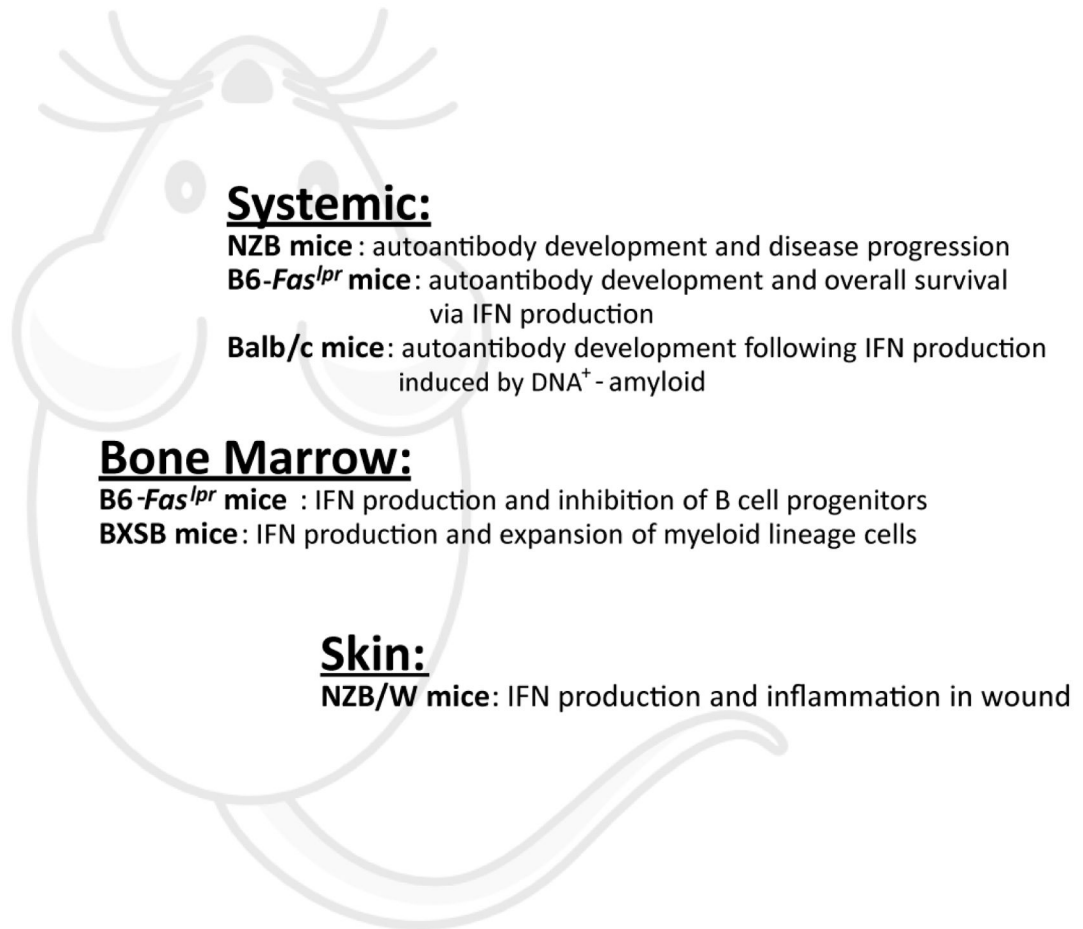 Systemic:
NZB mice : autoantibody development and disease progression
B6-Fas^lpr mice: autoantibody development and overall survival
via IFN production
Balb/c mice: autoantibody development following IFN production
induced by DNA⁺ - amyloid
Bone Marrow:
B6-Fas^lpr mice : IFN production and inhibition of B cell progenitors
BXSB mice: IFN production and expansion of myeloid lineage cells
Skin:
NZB/W mice: IFN production and inflammation in wound